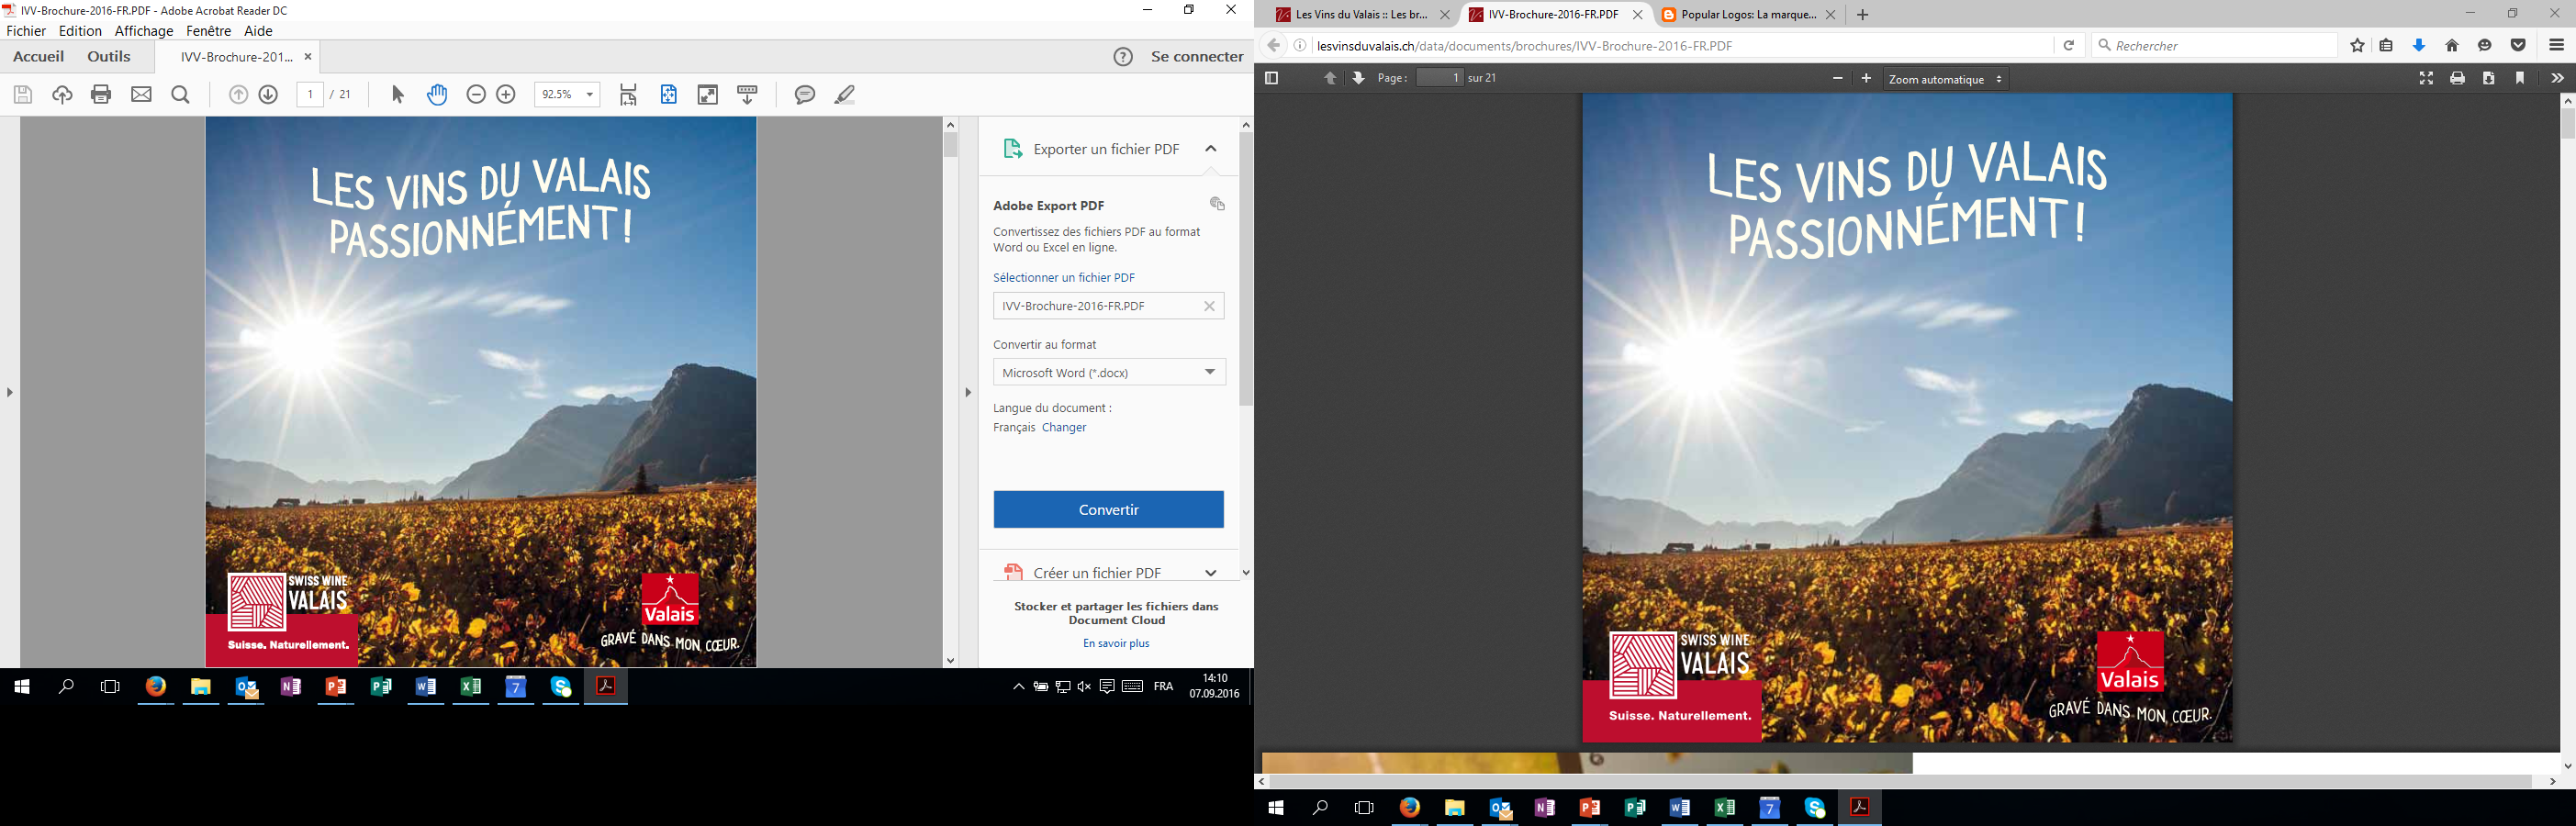 IVV-Brochure-2016-FR.PDF - Adobe Acrobat Reader DC
Fichier Edition Affichage Fenêtre Aide
Accueil Outils IVV-Brochure-201... × ? Se connecter
1 / 21 92.5%
LES VINS DU VALAIS
PASSIONNÉMENT !
SWISS WINE
VALAIS
Suisse. Naturellement.
Valais
GRAVÉ DANS MON CŒUR.
Exporter un fichier PDF
Adobe Export PDF
Convertissez des fichiers PDF au format
Word ou Excel en ligne.
Sélectionner un fichier PDF
IVV-Brochure-2016-FR.PDF
Convertir au format
Microsoft Word (*.docx)
Langue du document :
Français Changer
Convertir
Créer un fichier PDF
Stocker et partager les fichiers dans
Document Cloud
En savoir plus
FRA
14:10
07.09.2016
Les Vins du Valais :: Les br... IVV-Brochure-2016-FR.PDF Popular Logos: La marque...
lesvinsduvalais.ch/data/documents/brochures/IVV-Brochure-2016-FR.PDF Rechercher
Page : 1 sur 21 Zoom automatique
LES VINS DU VALAIS
PASSIONNÉMENT !
SWISS WINE
VALAIS
Suisse. Naturellement.
Valais
GRAVÉ DANS MON CŒUR.